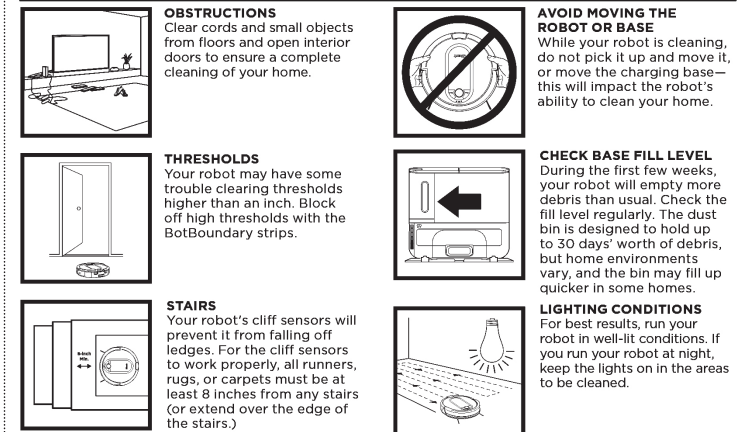 OBSTRUCTIONS
Clear cords and small objects
from floors and open interior
doors to ensure a complete
cleaning of your home.
THRESHOLDS
Your robot may have some
trouble clearing thresholds
higher than an inch. Block
off high thresholds with the
BotBoundary strips.
8-inch
Min.
STAIRS
Your robot's cliff sensors will
prevent it from falling off
ledges. For the cliff sensors
to work properly, all runners,
rugs, or carpets must be at
least 8 inches from any stairs
(or extend over the edge of
the stairs.)
AVOID MOVING THE
ROBOT OR BASE
While your robot is cleaning,
do not pick it up and move it,
or move the charging base—
this will impact the robot's
ability to clean your home.
CHECK BASE FILL LEVEL
During the first few weeks,
your robot will empty more
debris than usual. Check the
fill level regularly. The dust
bin is designed to hold up
to 30 days' worth of debris,
but home environments
vary, and the bin may fill up
quicker in some homes.
LIGHTING CONDITIONS
For best results, run your
robot in well-lit conditions. If
you run your robot at night,
keep the lights on in the areas
to be cleaned.